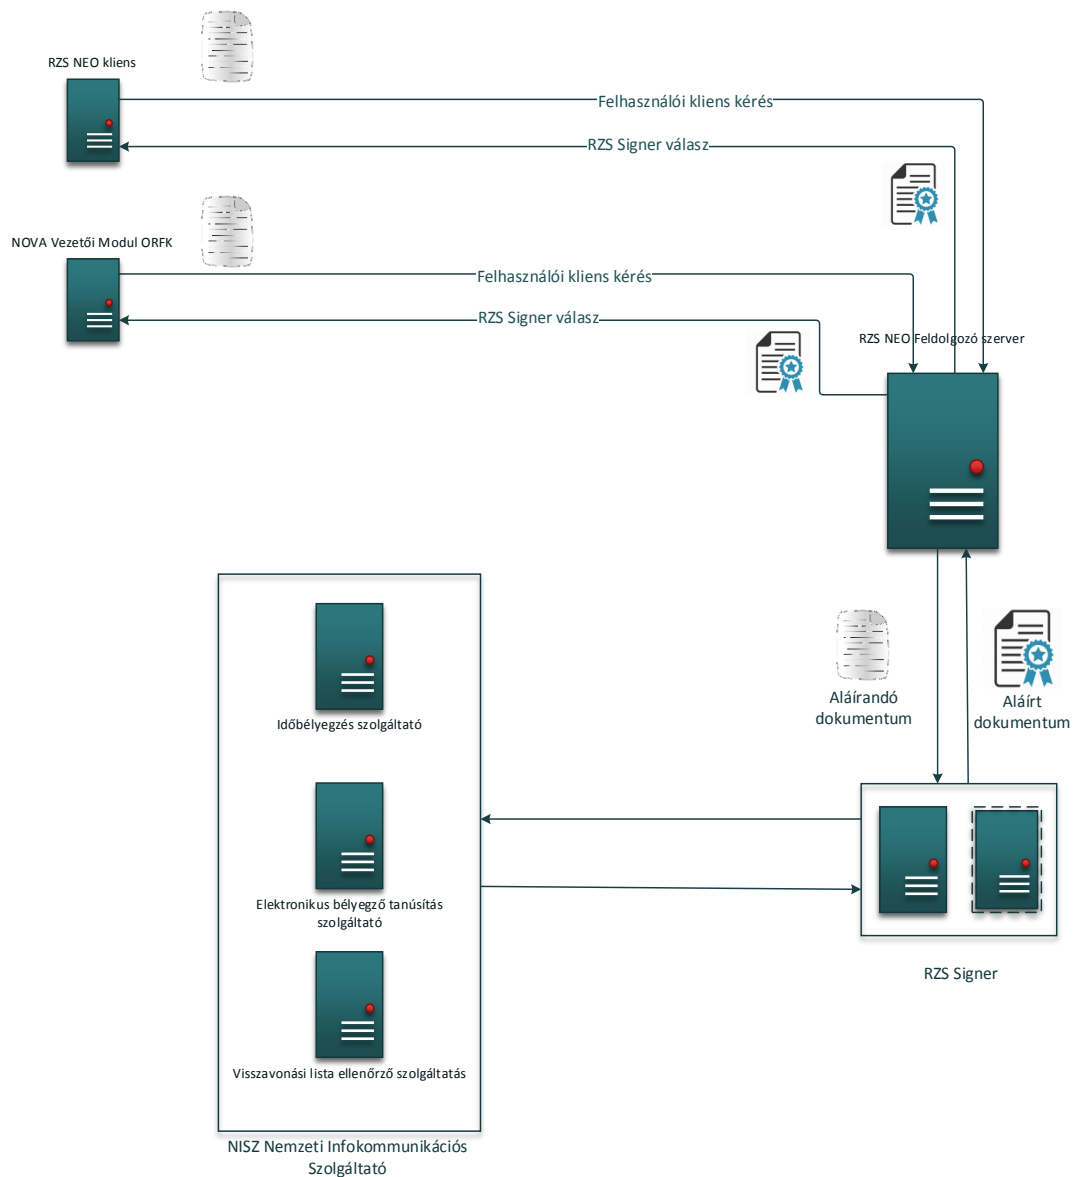 RZS NEO kliens
Felhasználói kliens kérés
RZS Signer válasz
NOVA Vezetői Modul ORFK
Felhasználói kliens kérés
RZS Signer válasz
RZS NEO Feldolgozó szerver
Aláírandó
dokumentum
Aláírt
dokumentum
Időbélyegzés szolgáltató
Elektronikus bélyegző tanúsítás
szolgáltató
RZS Signer
Visszavonási lista ellenőrző szolgáltatás
NISZ Nemzeti Infokommunikációs
Szolgáltató